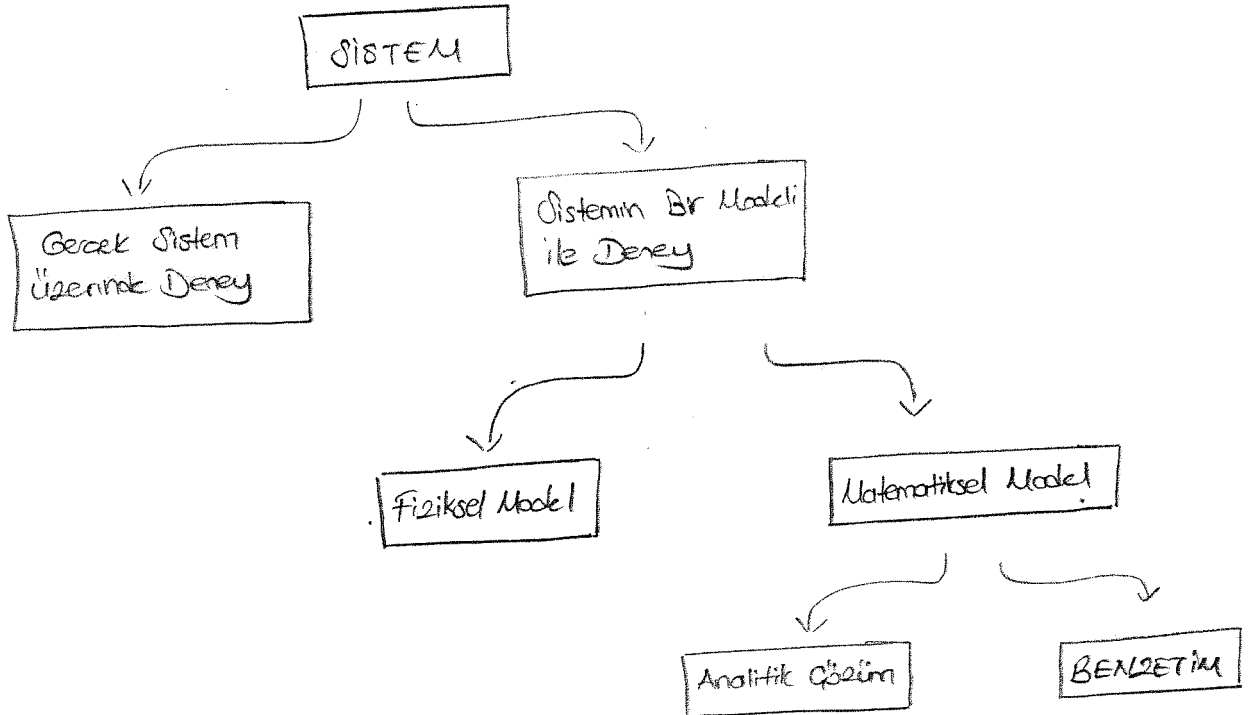 SİSTEM
Gerçek Sistem
üzerinde Deney
Sistemin Bir Modeli
ile Deney
Fiziksel Model
Matematiksel Model
Analitik Çözüm
BENZETİM